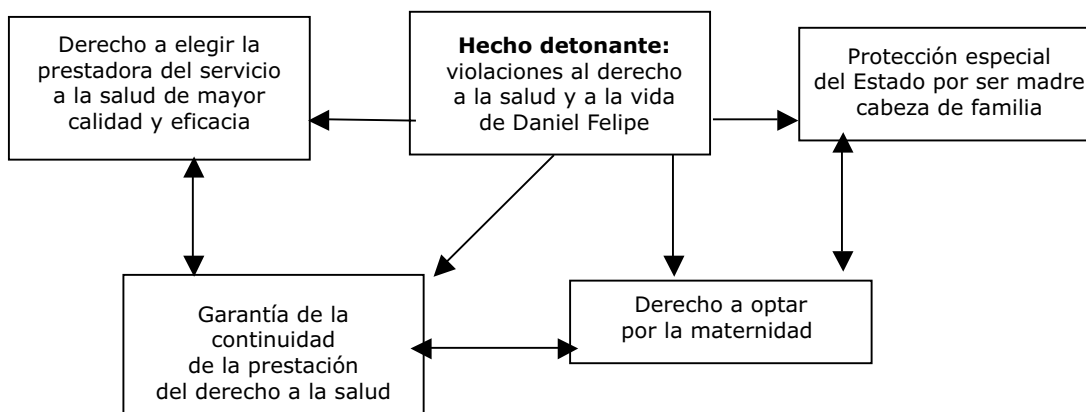 Derecho a elegir la
prestadora del servicio
a la salud de mayor
calidad y eficacia
Hecho detonante:
violaciones al derecho
a la salud y a la vida
de Daniel Felipe
Protección especial
del Estado por ser madre
cabeza de familia
Garantía de la
continuidad
de la prestación
del derecho a la salud
Derecho a optar
por la maternidad